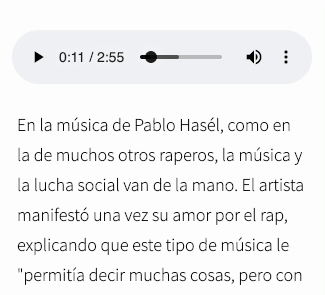 0:11 / 2:55
En la música de Pablo Hasél, como en
la de muchos otros raperos, la música y
la lucha social van de la mano. El artista
manifestó una vez su amor por el rap,
explicando que este tipo de música le
"permitía decir muchas cosas, pero con